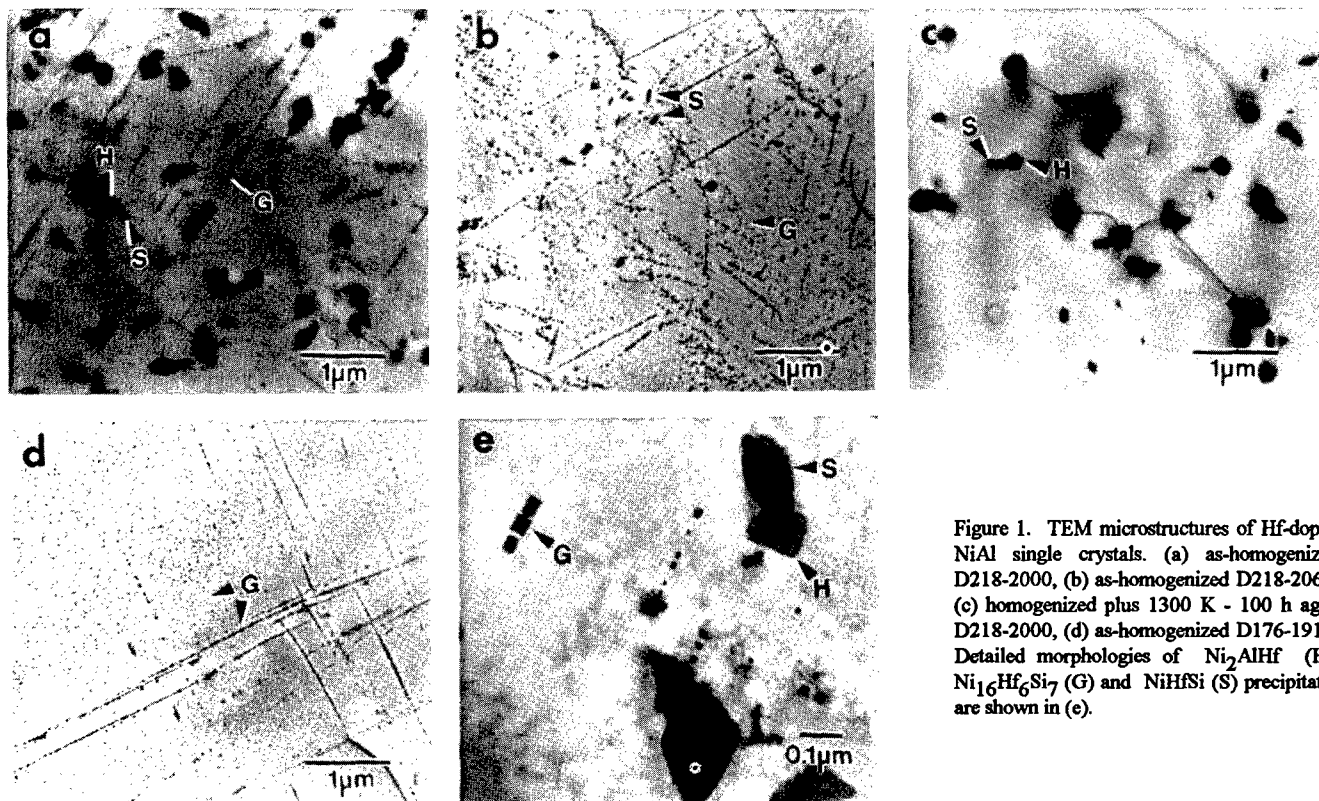 a
H
G
S
1μm
b
S
G
1μm
c
S
H
1μm
d
G
1μm
e
S
G
H
0.1μm
Figure 1. TEM microstructures of Hf-dop
NiAl single crystals. (a) as-homogeniz
D218-2000, (b) as-homogenized D218-206
(c) homogenized plus 1300 K - 100 h ag
D218-2000, (d) as-homogenized D176-191
Detailed morphologies of Ni2AlHf (
Ni16Hf6Si7 (G) and NiHfSi (S) precipitat
are shown in (e).